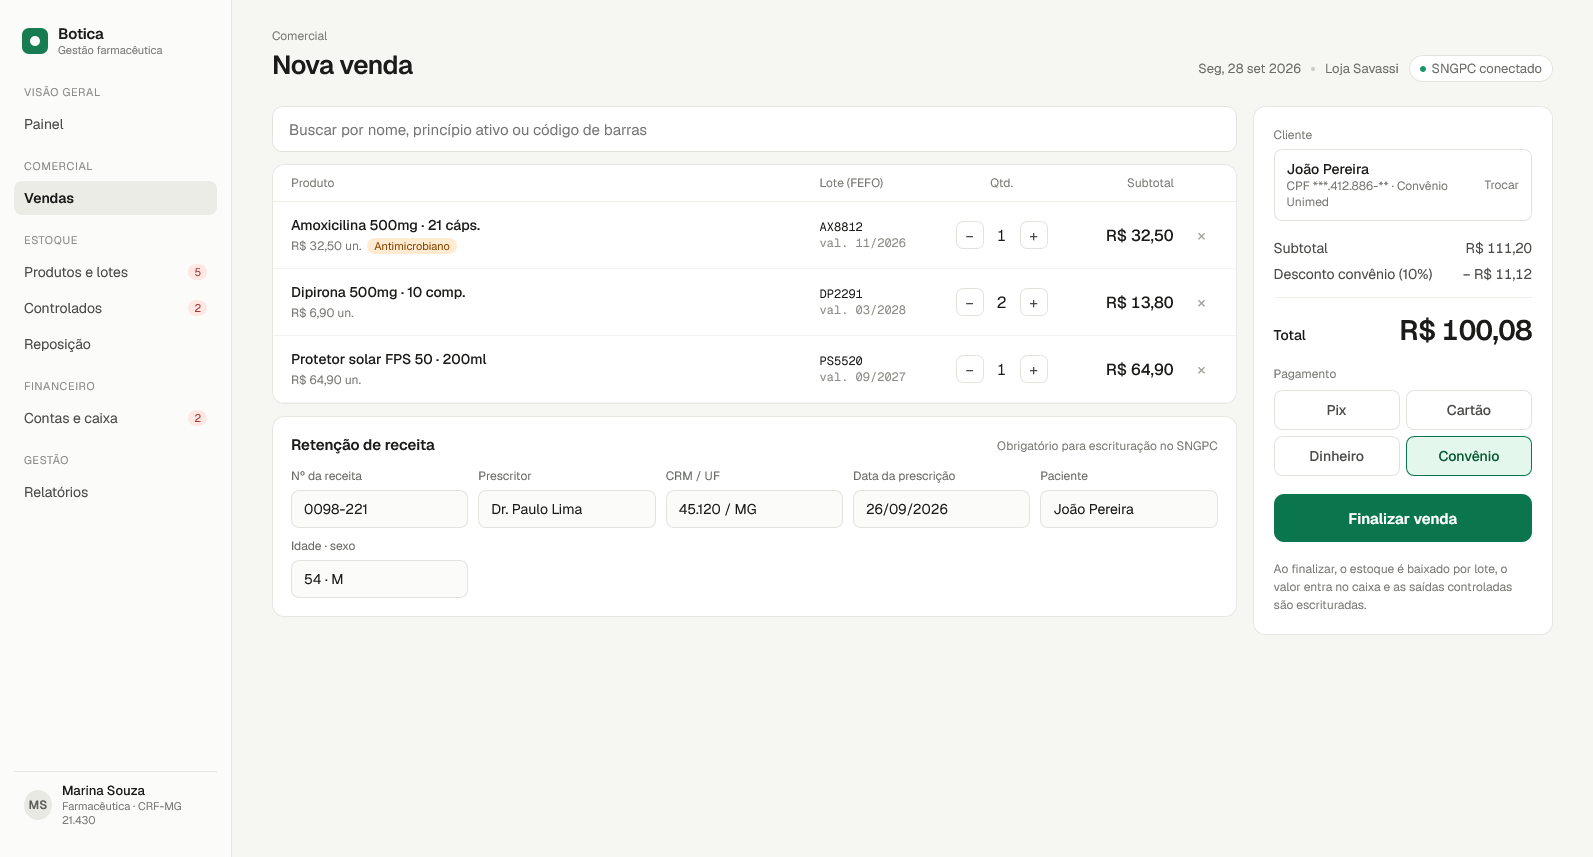 Botica
Gestão farmacêutica
VISÃO GERAL
Painel
COMERCIAL
Vendas
ESTOQUE
Produtos e lotes 5
Controlados 2
Reposição
FINANCEIRO
Contas e caixa 2
GESTÃO
Relatórios
MS
Marina Souza
Farmacêutica · CRF-MG
21.430
Comercial
Nova venda
Seg, 28 set 2026 • Loja Savassi SNGPC conectado
Buscar por nome, princípio ativo ou código de barras
Produto Lote (FEFO) Qtd. Subtotal
Amoxicilina 500mg · 21 cáps.
R$ 32,50 un. Antimicrobiano
AX8812
val. 11/2026
− 1 + R$ 32,50 ×
Dipirona 500mg · 10 comp.
R$ 6,90 un.
DP2291
val. 03/2028
− 2 + R$ 13,80 ×
Protetor solar FPS 50 · 200ml
R$ 64,90 un.
PS5520
val. 09/2027
− 1 + R$ 64,90 ×
Retenção de receita Obrigatório para escrituração no SNGPC
Nº da receita Prescritor CRM / UF Data da prescrição Paciente
0098-221 Dr. Paulo Lima 45.120 / MG 26/09/2026 João Pereira
Idade · sexo
54 · M
Cliente
João Pereira
CPF ***.412.886-** · Convênio
Unimed
Trocar
Subtotal R$ 111,20
Desconto convênio (10%) − R$ 11,12
Total R$ 100,08
Pagamento
Pix Cartão
Dinheiro Convênio
Finalizar venda
Ao finalizar, o estoque é baixado por lote, o
valor entra no caixa e as saídas controladas
são escrituradas.